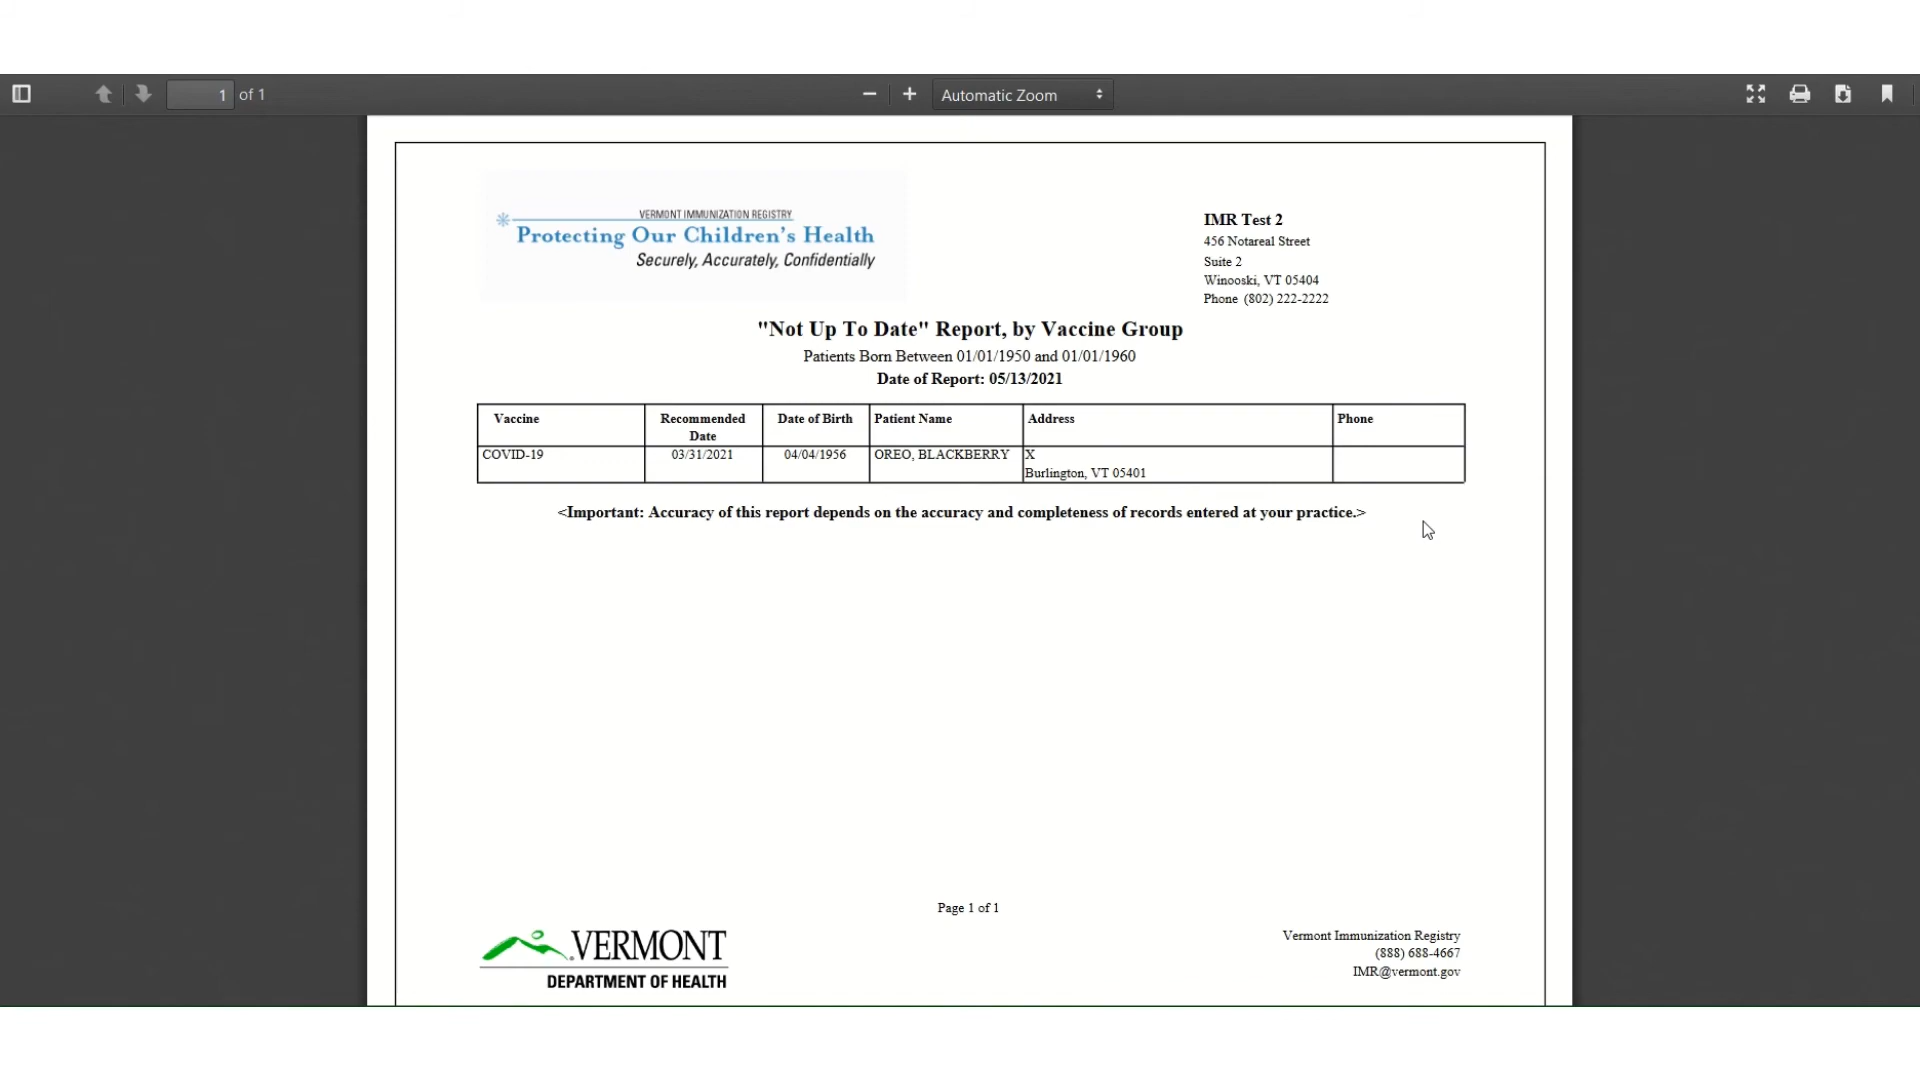 1 of 1
Automatic Zoom
VERMONT IMMUNIZATION REGISTRY
Protecting Our Children's Health
Securely, Accurately, Confidentially
IMR Test 2
456 Notareal Street
Suite 2
Winooski, VT 05404
Phone (802) 222-2222
"Not Up To Date" Report, by Vaccine Group
Patients Born Between 01/01/1950 and 01/01/1960
Date of Report: 05/13/2021
Vaccine Recommended Date Date of Birth Patient Name Address Phone
COVID-19 03/31/2021 04/04/1956 OREO, BLACKBERRY X
Burlington, VT 05401
<Important: Accuracy of this report depends on the accuracy and completeness of records entered at your practice.>
Page 1 of 1
VERMONT
DEPARTMENT OF HEALTH
Vermont Immunization Registry
(888) 688-4667
IMR@vermont.gov